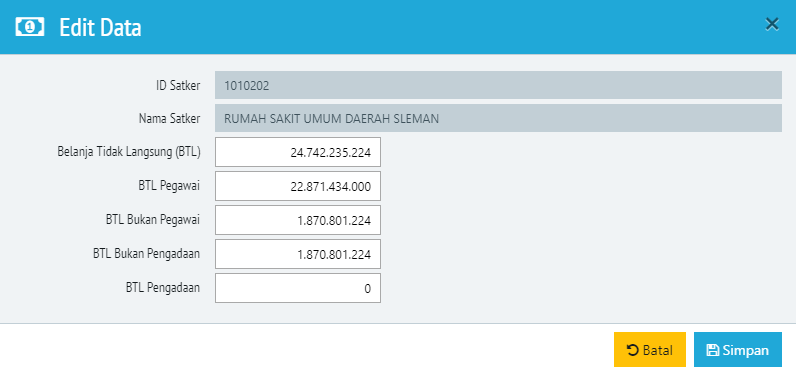 Edit Data
ID Satker 1010202
Nama Satker RUMAH SAKIT UMUM DAERAH SLEMAN
Belanja Tidak Langsung (BTL) 24.742.235.224
BTL Pegawai 22.871.434.000
BTL Bukan Pegawai 1.870.801.224
BTL Bukan Pengadaan 1.870.801.224
BTL Pengadaan 0
Batal Simpan